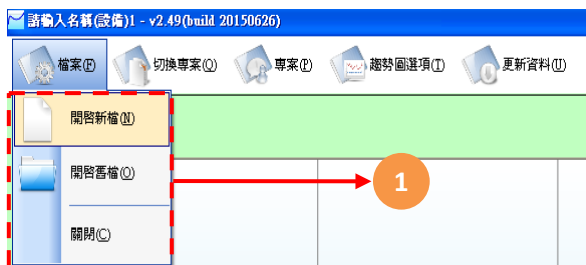 請輸入名稱(設備)1 - v2.49(build 20150626)
檔案(F) 切換專案(Q) 專案(P) 趨勢圖選項(T) 更新資料(U)
開啓新檔(N)
開啓舊檔(O)
1
關閉(C)